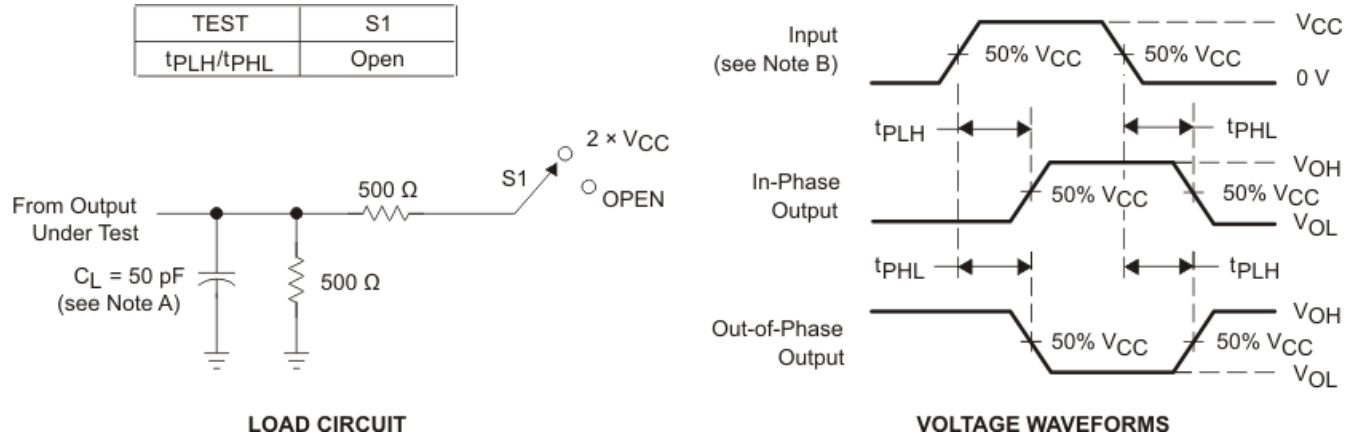 TEST S1
tPLH/tPHL Open
From Output
Under Test
CL = 50 pF
(see Note A)
500 Ω
500 Ω
S1
2 × VCC
OPEN
LOAD CIRCUIT
Input
(see Note B)
50% VCC
50% VCC
VCC
0 V
tPLH
tPHL
In-Phase
Output
50% VCC
50% VCC
VOH
VOL
tPHL
tPLH
Out-of-Phase
Output
50% VCC
50% VCC
VOH
VOL
VOLTAGE WAVEFORMS